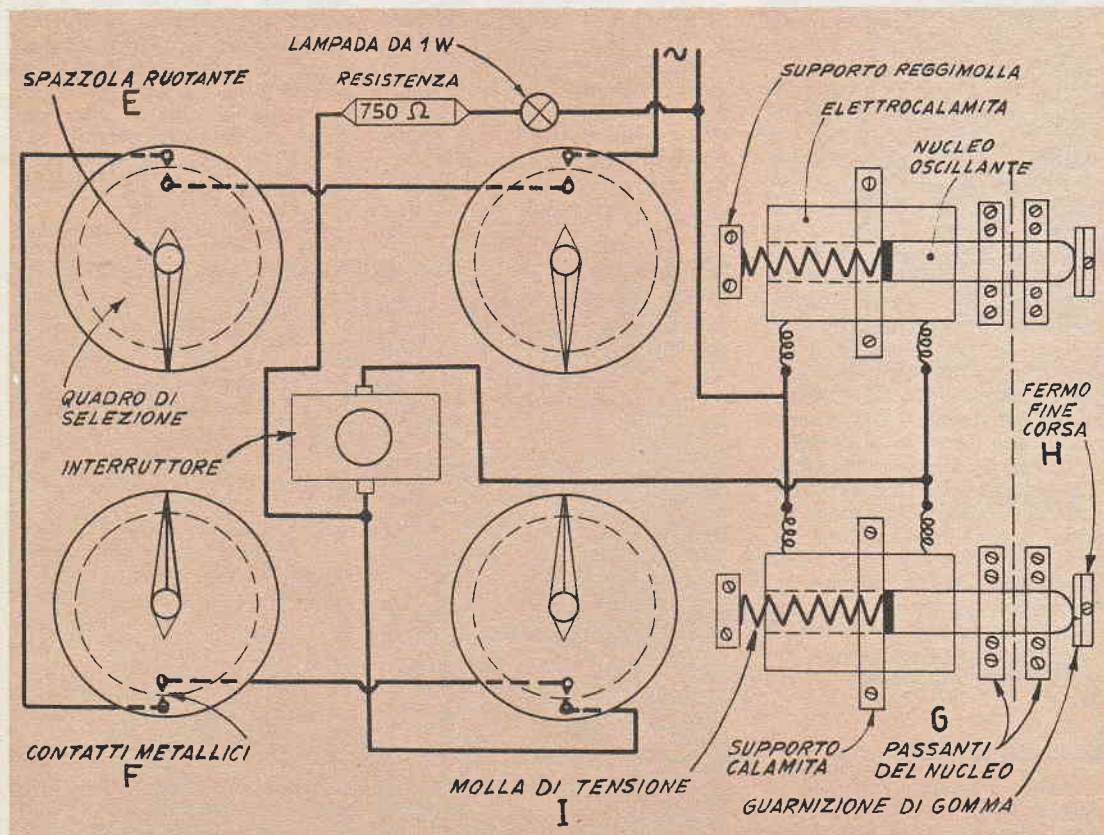 LAMPADA DA 1 W
SPAZZOLA RUOTANTE
E
RESISTENZA
750 Ω
~
SUPPORTO REGGIMOLLA
ELETTROCALAMITA
NUCLEO
OSCILLANTE
QUADRO DI
SELEZIONE
INTERRUTTORE
FERMO
FINE
CORSA
H
CONTATTI METALLICI
F
MOLLA DI TENSIONE
I
SUPPORTO
CALAMITA
G
PASSANTI
DEL NUCLEO
GUARNIZIONE DI GOMMA